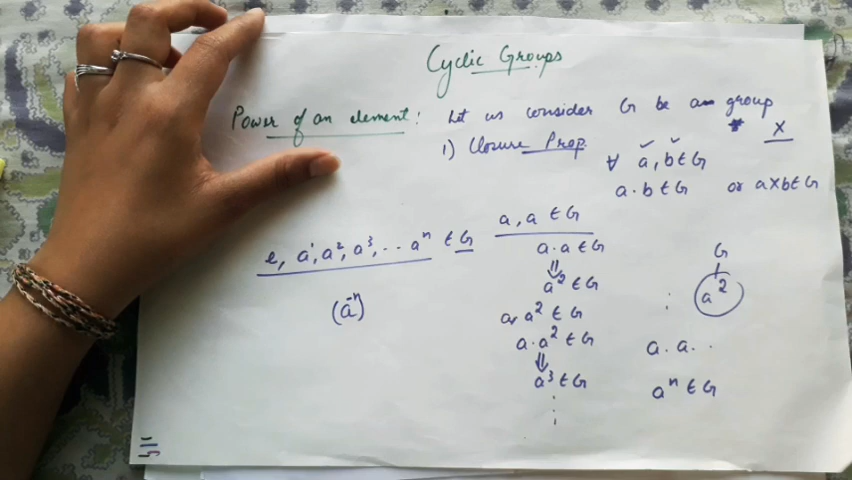 Cyclic Groups
Power of an element: Let us consider G be a group
* X
1) Closure Prop. ∀ a, b ∈ G
a·b ∈ G or a×b ∈ G
a, a ∈ G
e, a¹, a², a³, .. aⁿ ∈ G
a·a ∈ G
⇓
a² ∈ G
G
a²
(a⁻ⁿ)
a, a² ∈ G
a·a² ∈ G
a·a·.
⇓
a³ ∈ G
aⁿ ∈ G